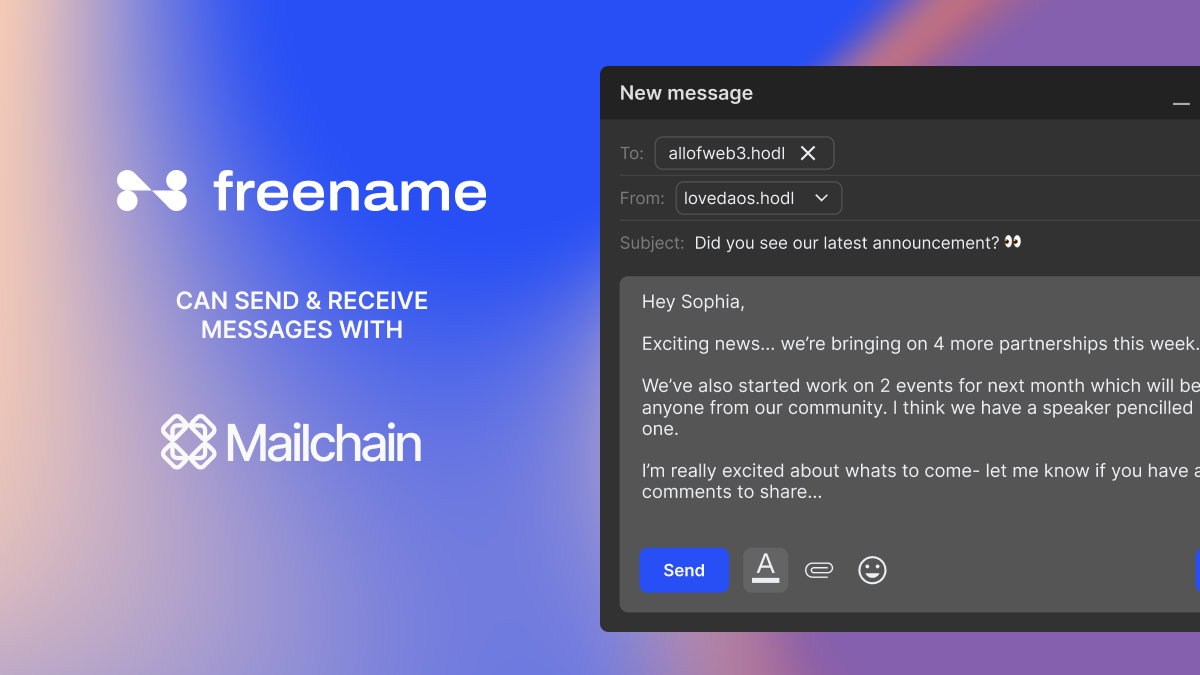 freename
CAN SEND & RECEIVE
MESSAGES WITH
Mailchain
New message
To: allofweb3.hodl
From: lovedaos.hodl
Subject: Did you see our latest announcement? 👀
Hey Sophia,
Exciting news... we’re bringing on 4 more partnerships this week.
We’ve also started work on 2 events for next month which will be
anyone from our community. I think we have a speaker pencilled
one.
I’m really excited about whats to come- let me know if you have a
comments to share...
Send
A